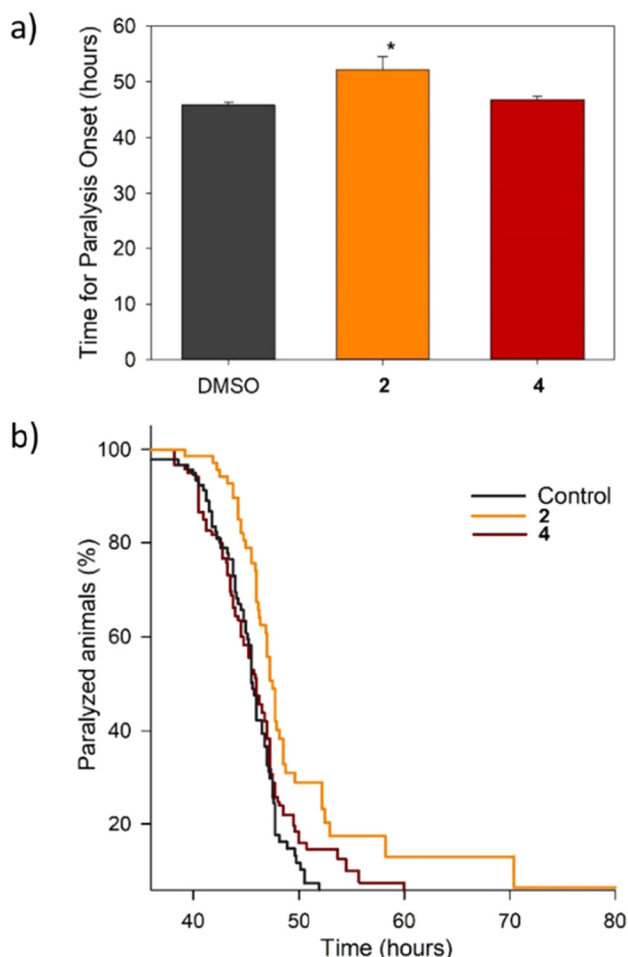 a)
Time for Paralysis Onset (hours)
60
50
40
30
20
10
0
*
DMSO 2 4
b)
Paralyzed animals (%)
100
80
60
40
20
Control
2
4
40 50 60 70 80
Time (hours)